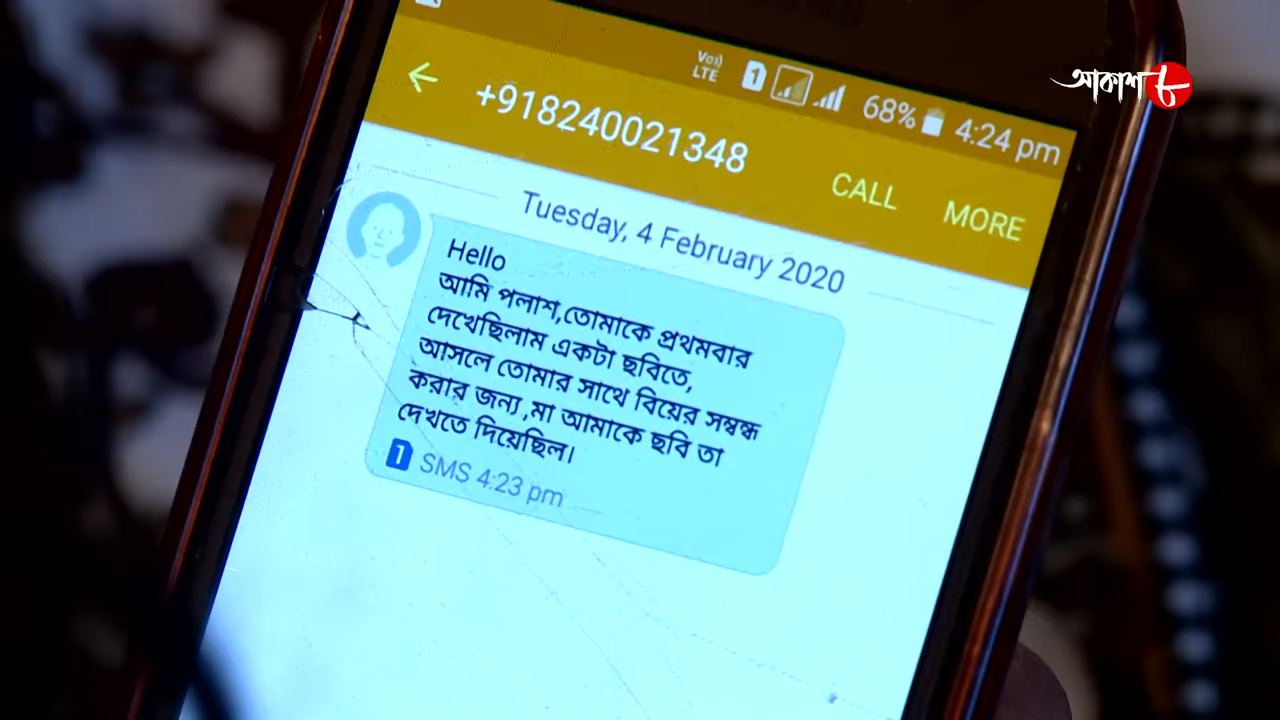 আকাশ ৮
VoLTE 1 68% 4:24 pm
+918240021348
CALL MORE
Tuesday, 4 February 2020
Hello
আমি পলাশ,তোমাকে প্রথমবার
দেখেছিলাম একটা ছবিতে,
আসলে তোমার সাথে বিয়ের সম্বন্ধ
করার জন্য,মা আমাকে ছবি তা
দেখতে দিয়েছিল।
1 SMS 4:23 pm